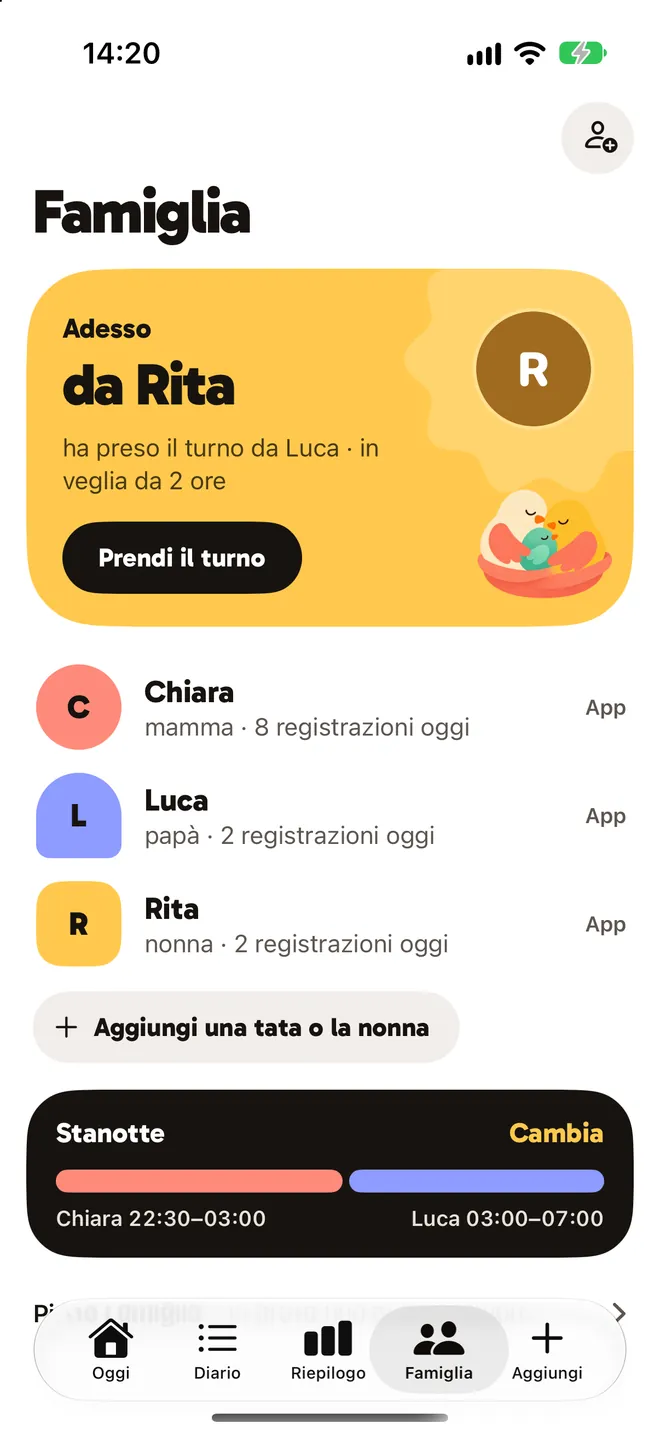 14:20
Famiglia
Adesso
da Rita
R
ha preso il turno da Luca · in
veglia da 2 ore
Prendi il turno
C
Chiara
mamma · 8 registrazioni oggi
App
L
Luca
papà · 2 registrazioni oggi
App
R
Rita
nonna · 2 registrazioni oggi
App
+ Aggiungi una tata o la nonna
Stanotte
Cambia
Chiara 22:30–03:00
Luca 03:00–07:00
Oggi
Diario
Riepilogo
Famiglia
Aggiungi